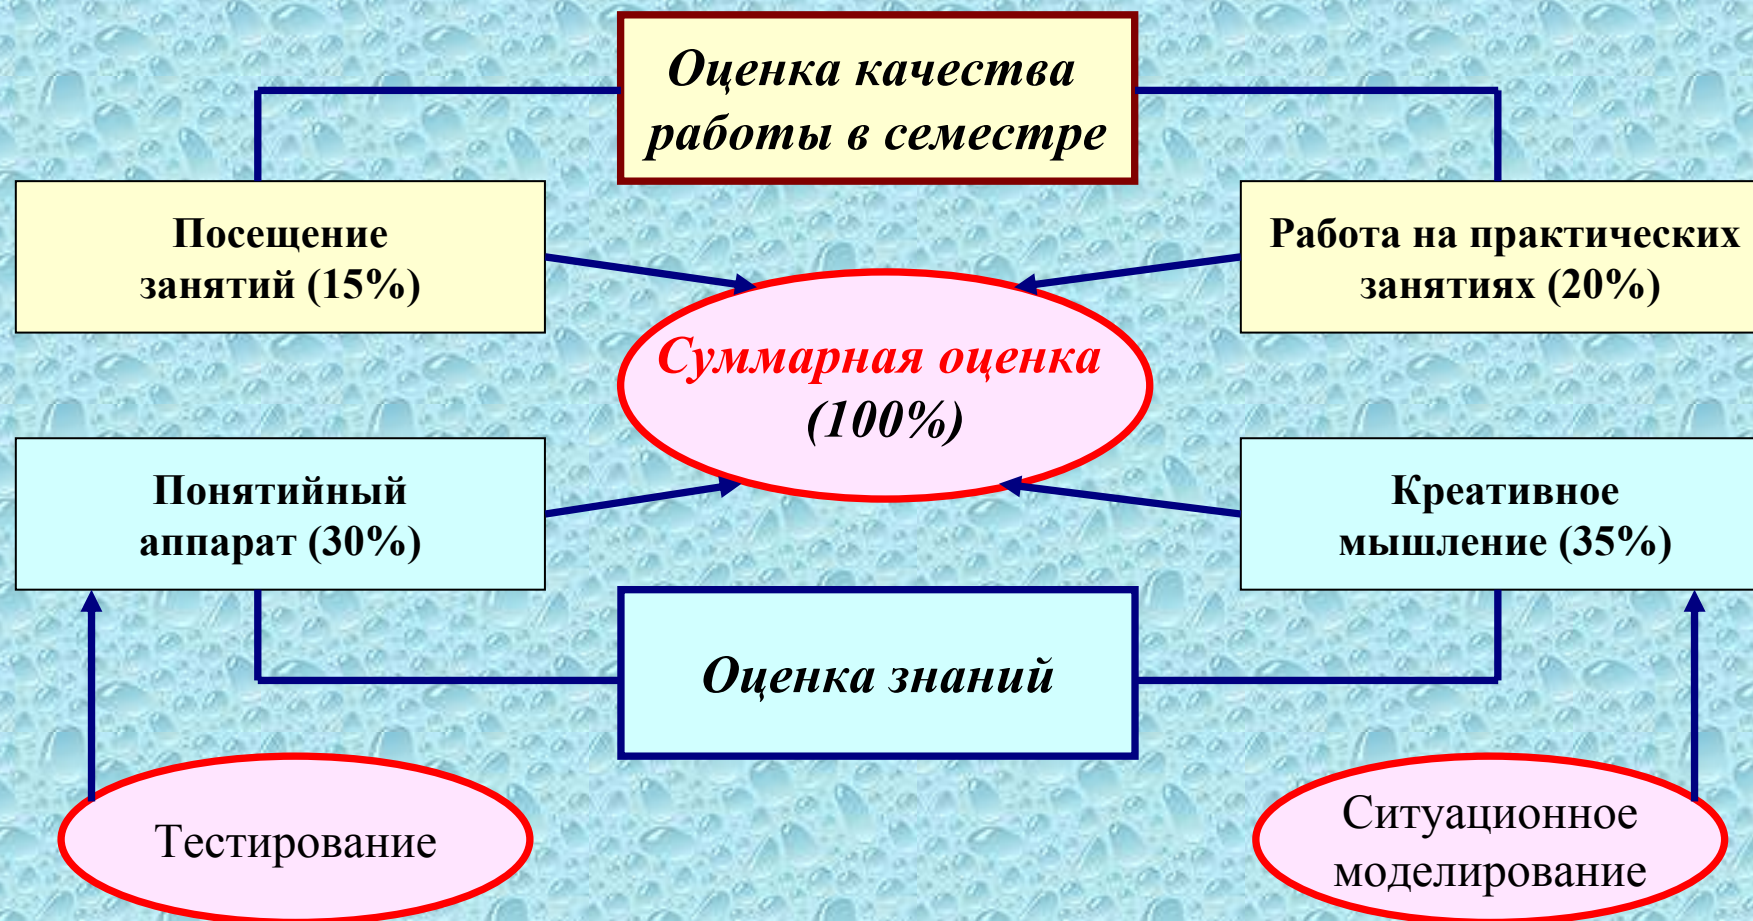 Оценка качества
работы в семестре
Посещение
занятий (15%)
Работа на практических
занятиях (20%)
Суммарная оценка
(100%)
Понятийный
аппарат (30%)
Креативное
мышление (35%)
Оценка знаний
Тестирование
Ситуационное
моделирование